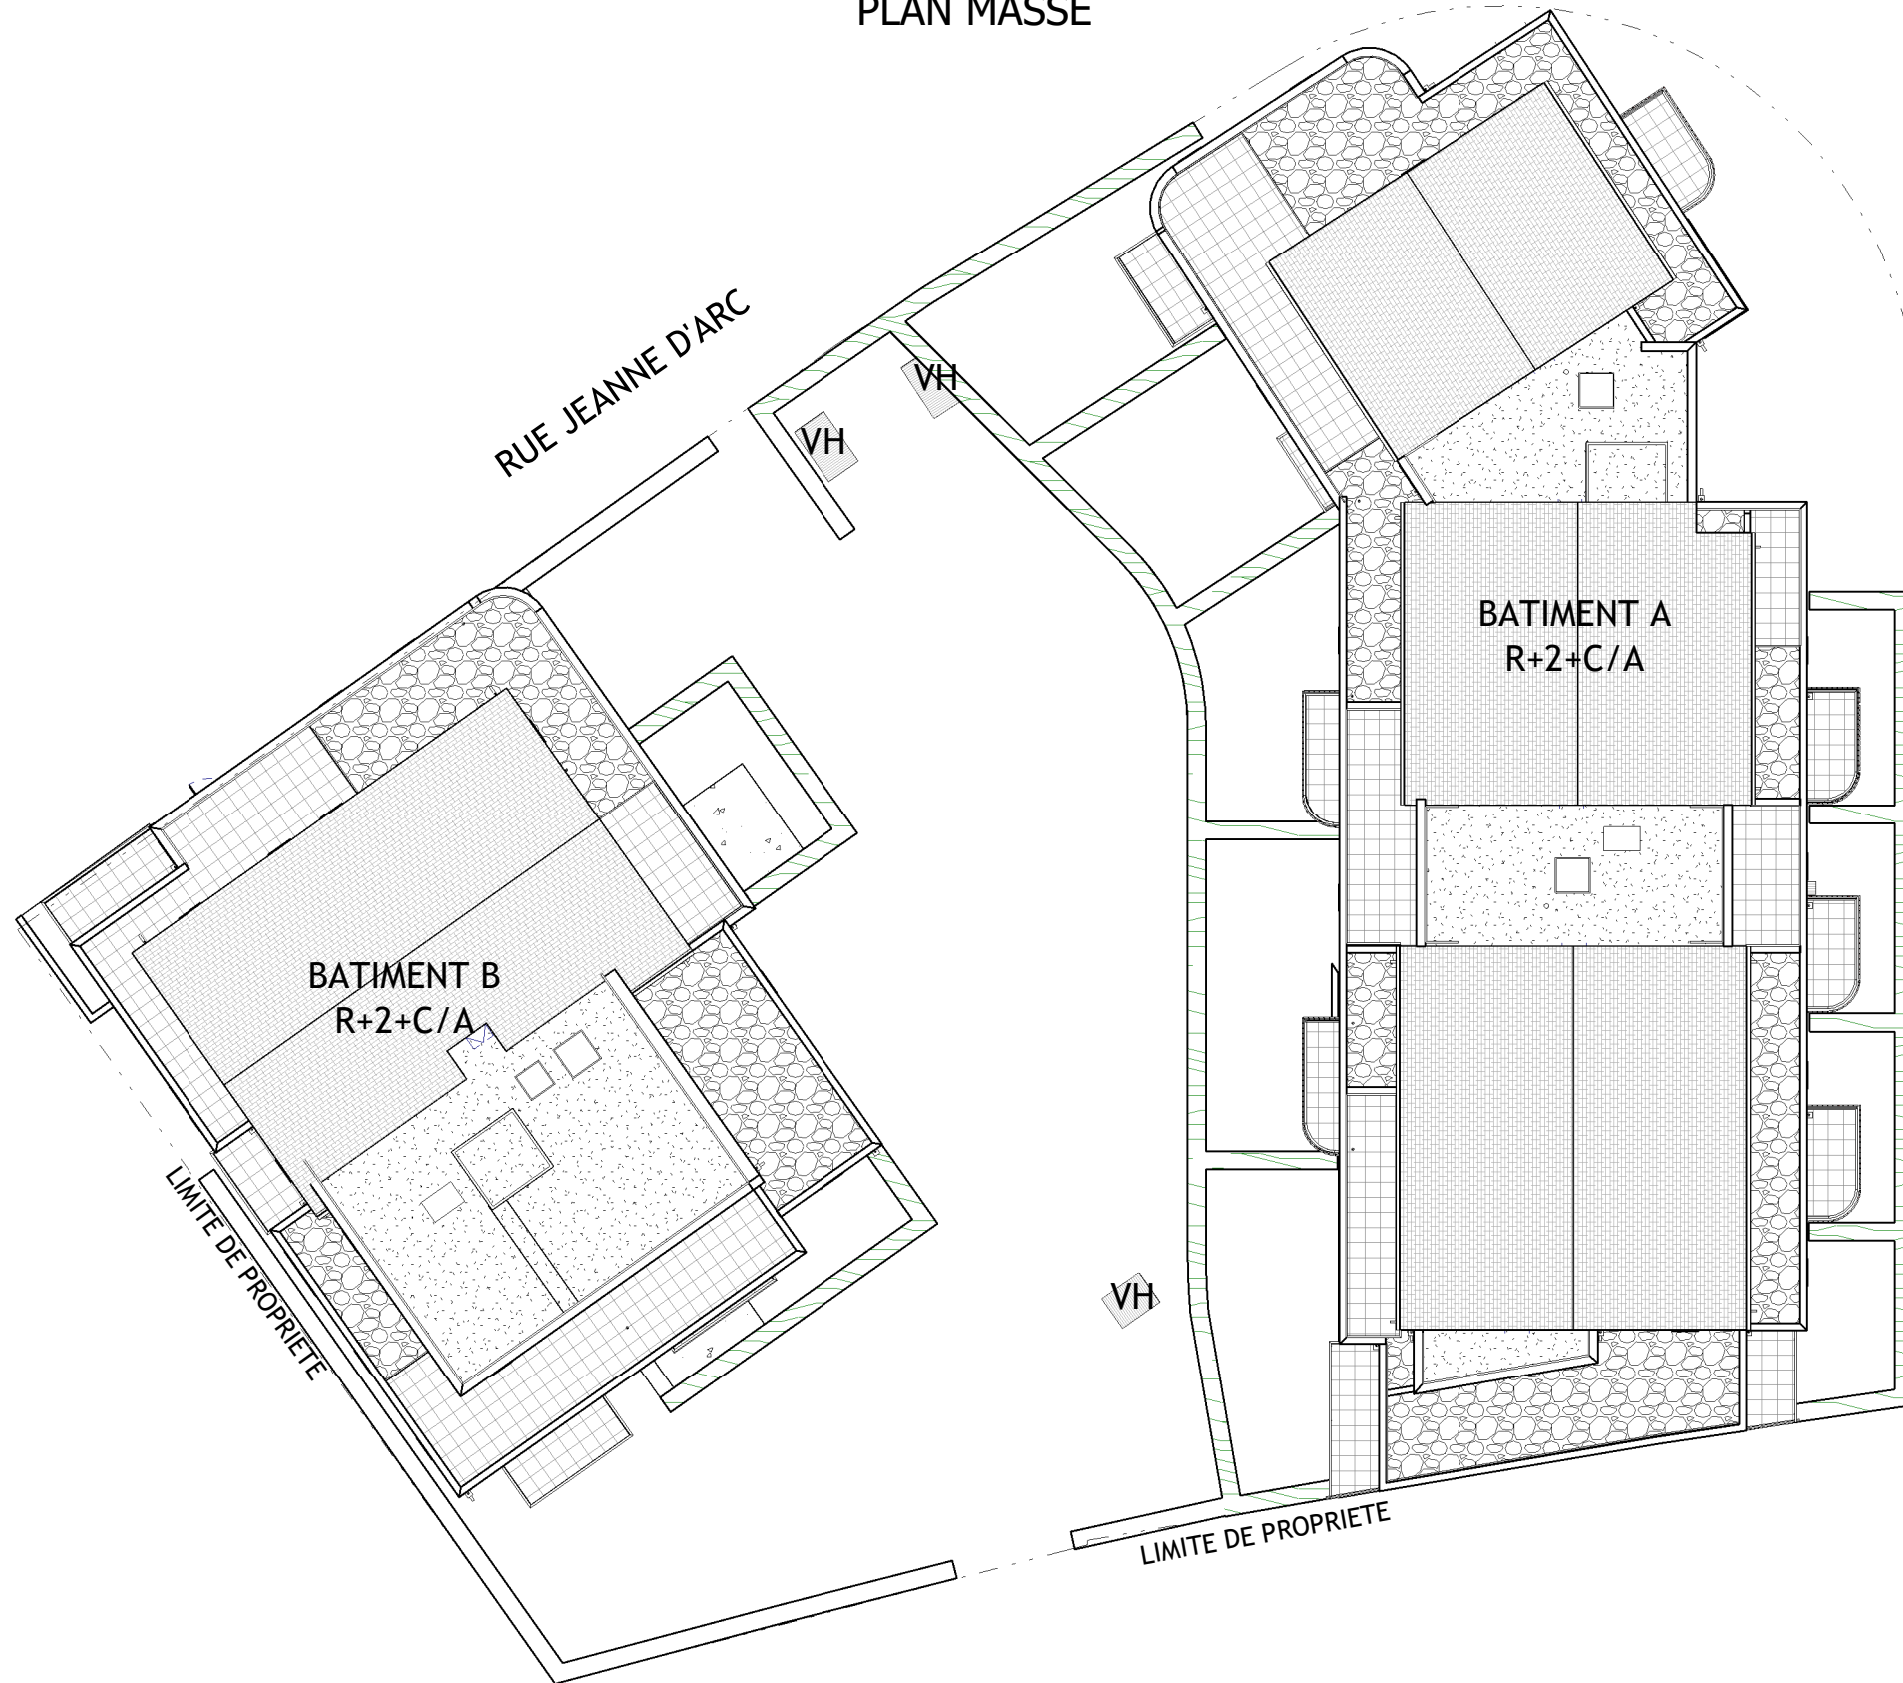 PLAN MASSE
RUE JEANNE D'ARC
VH
VH
BATIMENT A
R+2+C/A
BATIMENT B
R+2+C/A
LIMITE DE PROPRIETE
VH
LIMITE DE PROPRIETE